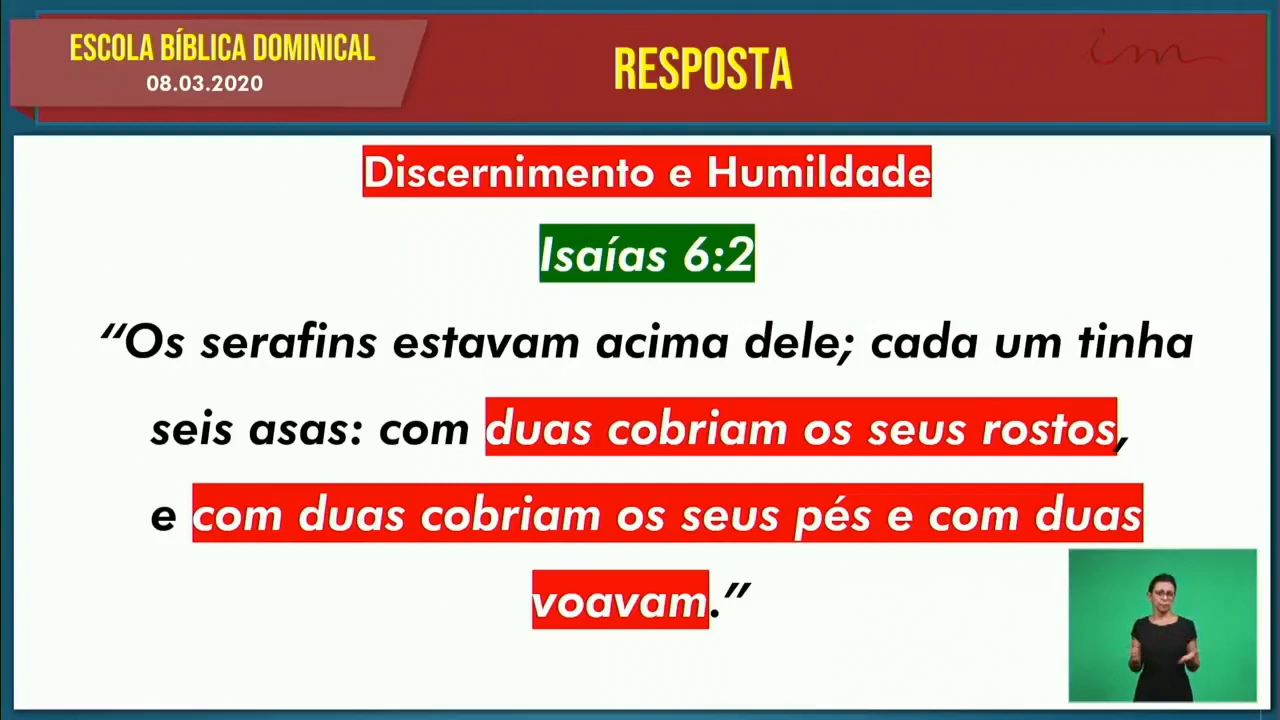 ESCOLA BÍBLICA DOMINICAL
08.03.2020
RESPOSTA
im
Discernimento e Humildade
Isaías 6:2
“Os serafins estavam acima dele; cada um tinha
seis asas: com duas cobriam os seus rostos,
e com duas cobriam os seus pés e com duas
voavam.”